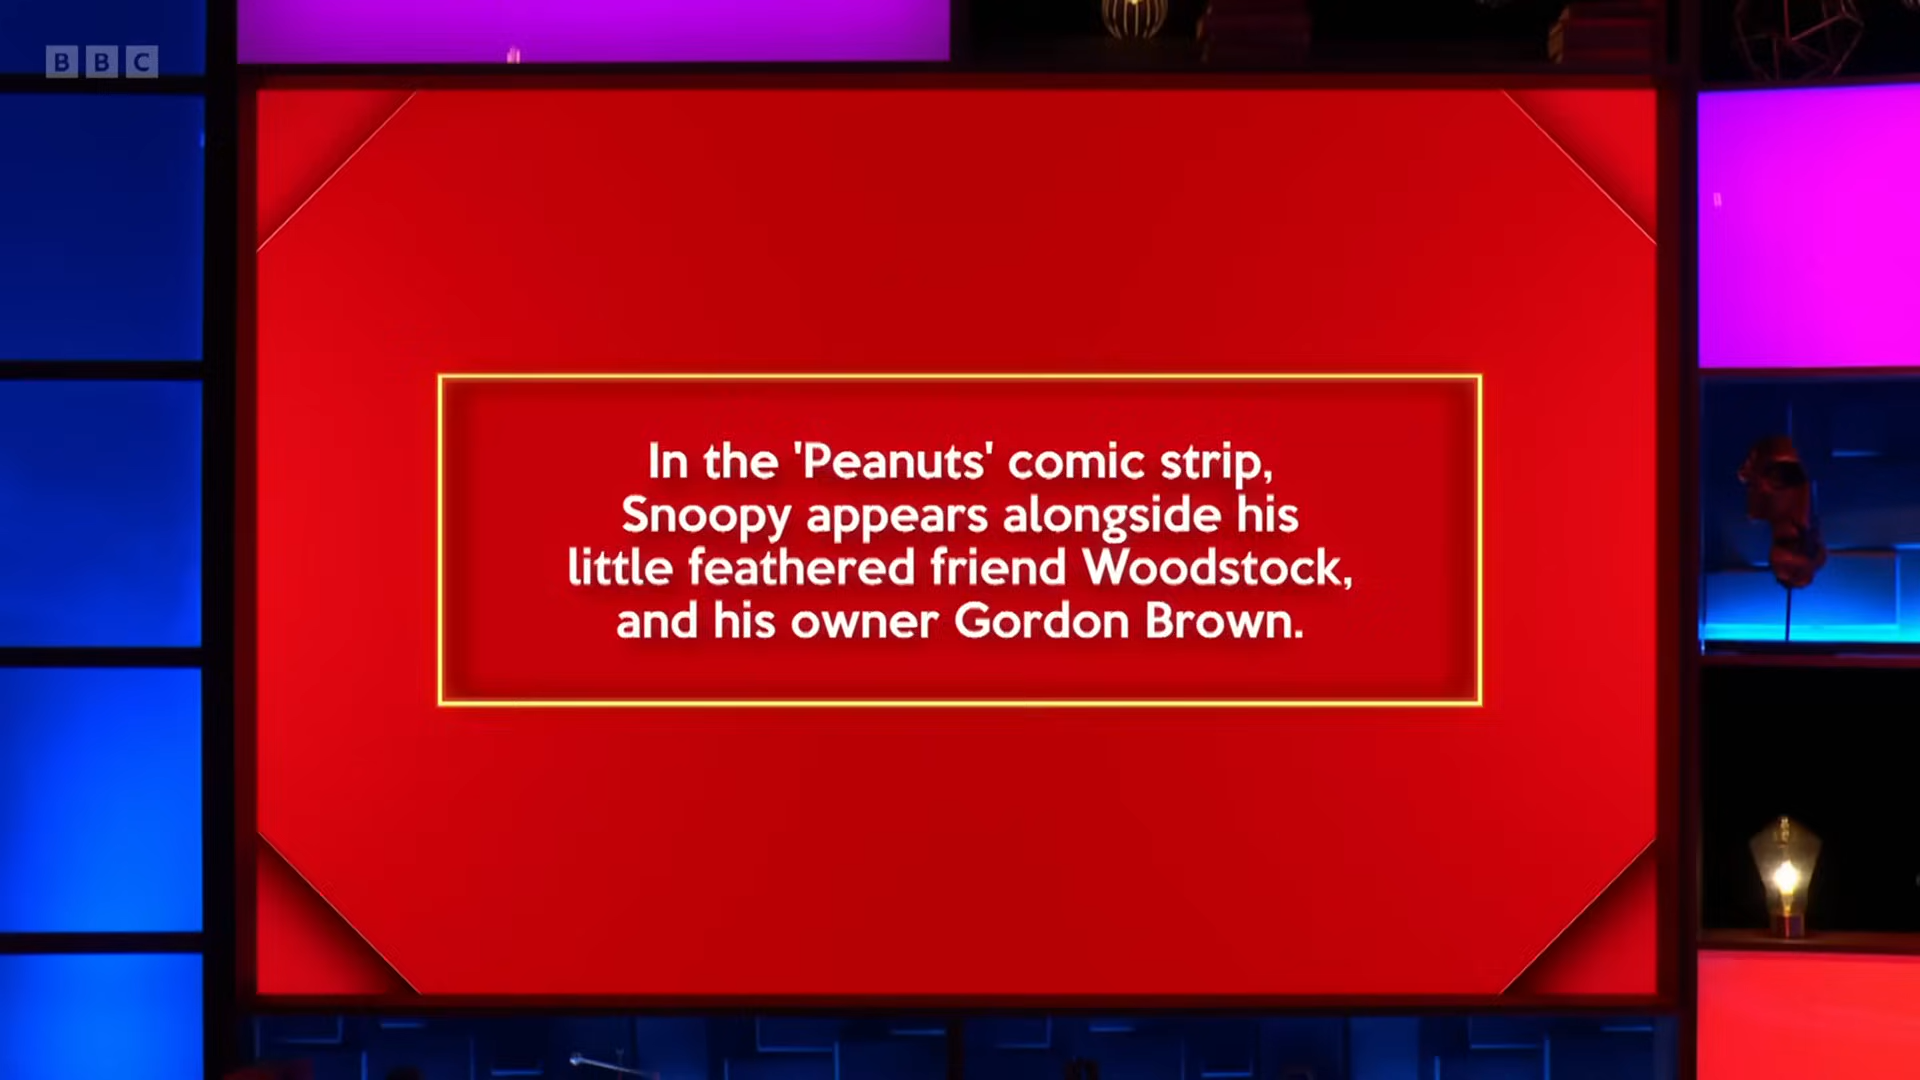 BBC
In the 'Peanuts' comic strip,
Snoopy appears alongside his
little feathered friend Woodstock,
and his owner Gordon Brown.